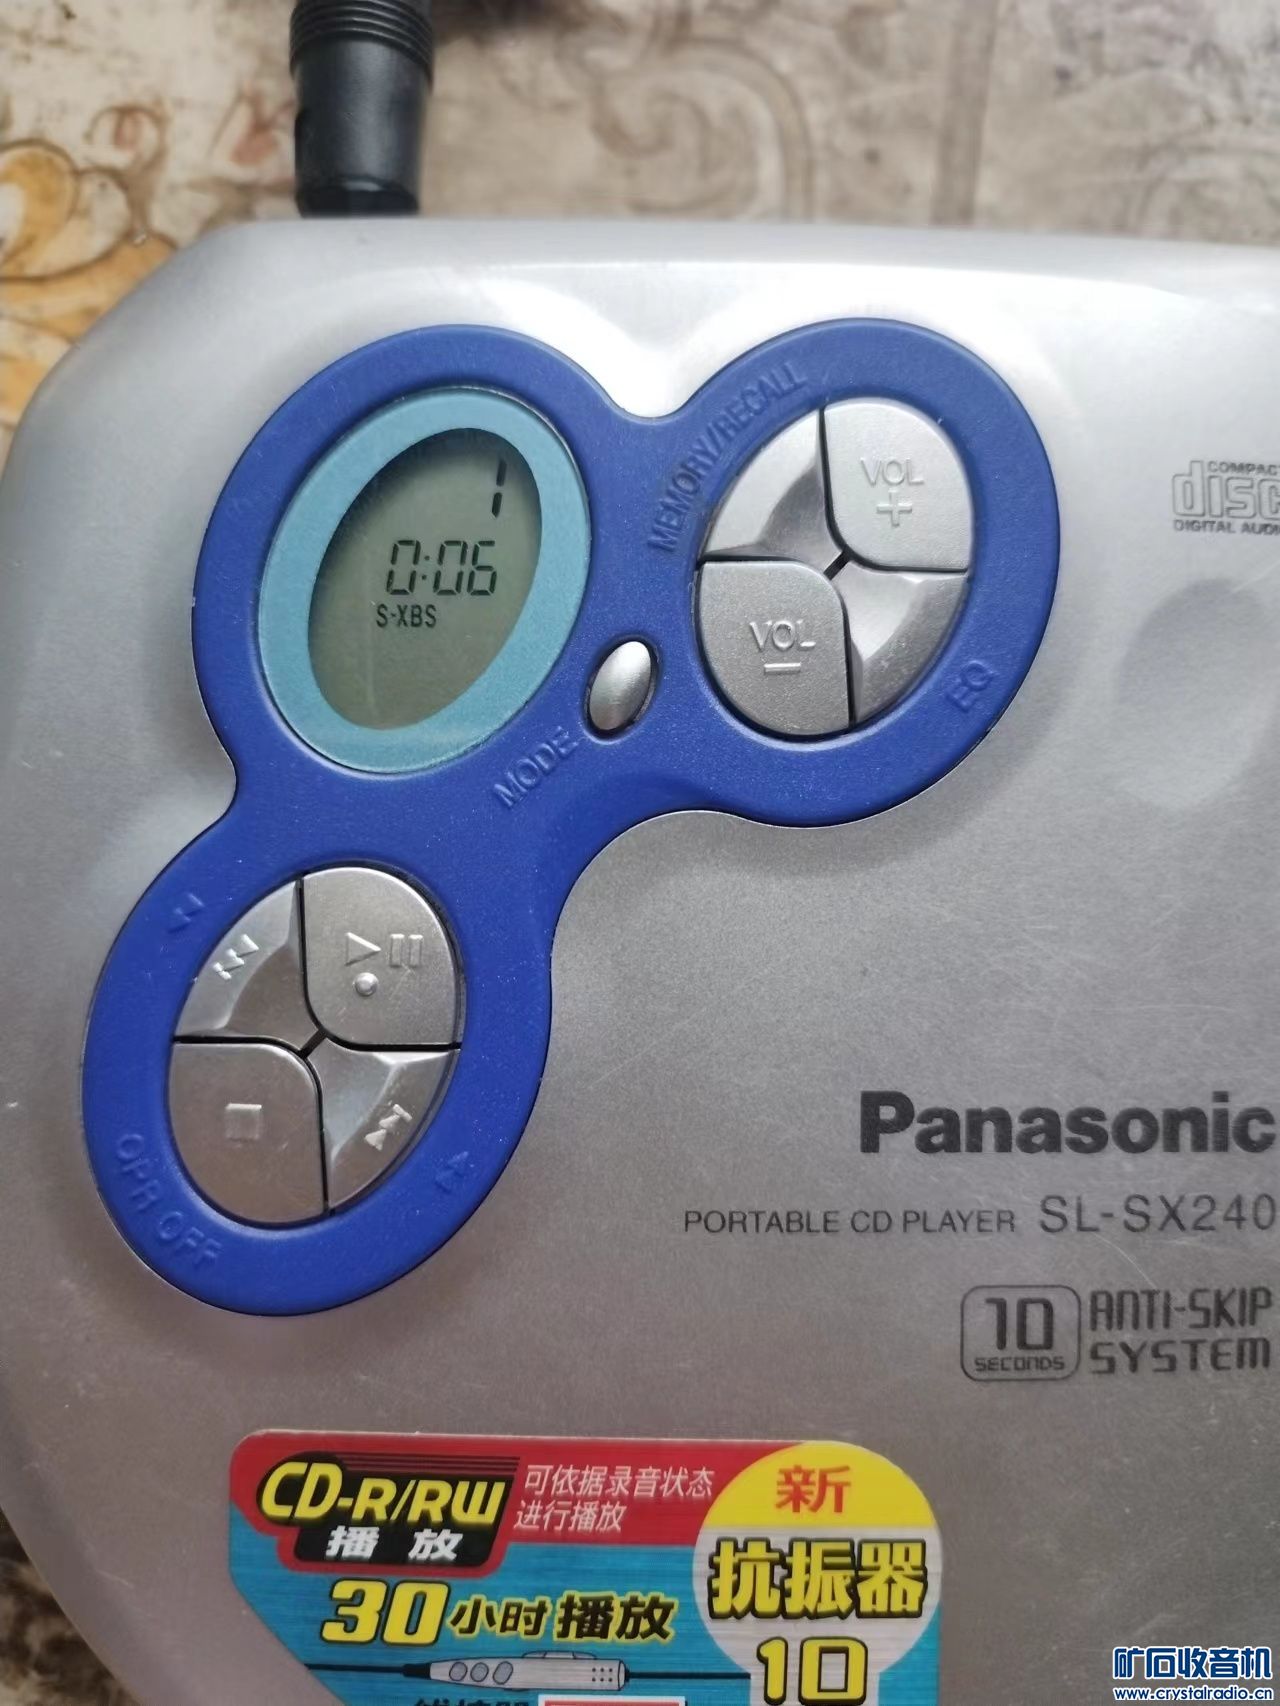 1
0:06
S-XBS
MEMORY/RECALL
VOL
+
VOL
−
EQ
MODE
OPR OFF
COMPACT
disc
DIGITAL AUDIO
Panasonic
PORTABLE CD PLAYER SL-SX240
10
SECONDS
ANTI-SKIP
SYSTEM
CD-R/RW
播放
可依据录音状态
进行播放
30小时播放
新
抗振器
10
矿石收音机
www.crystalradio.cn